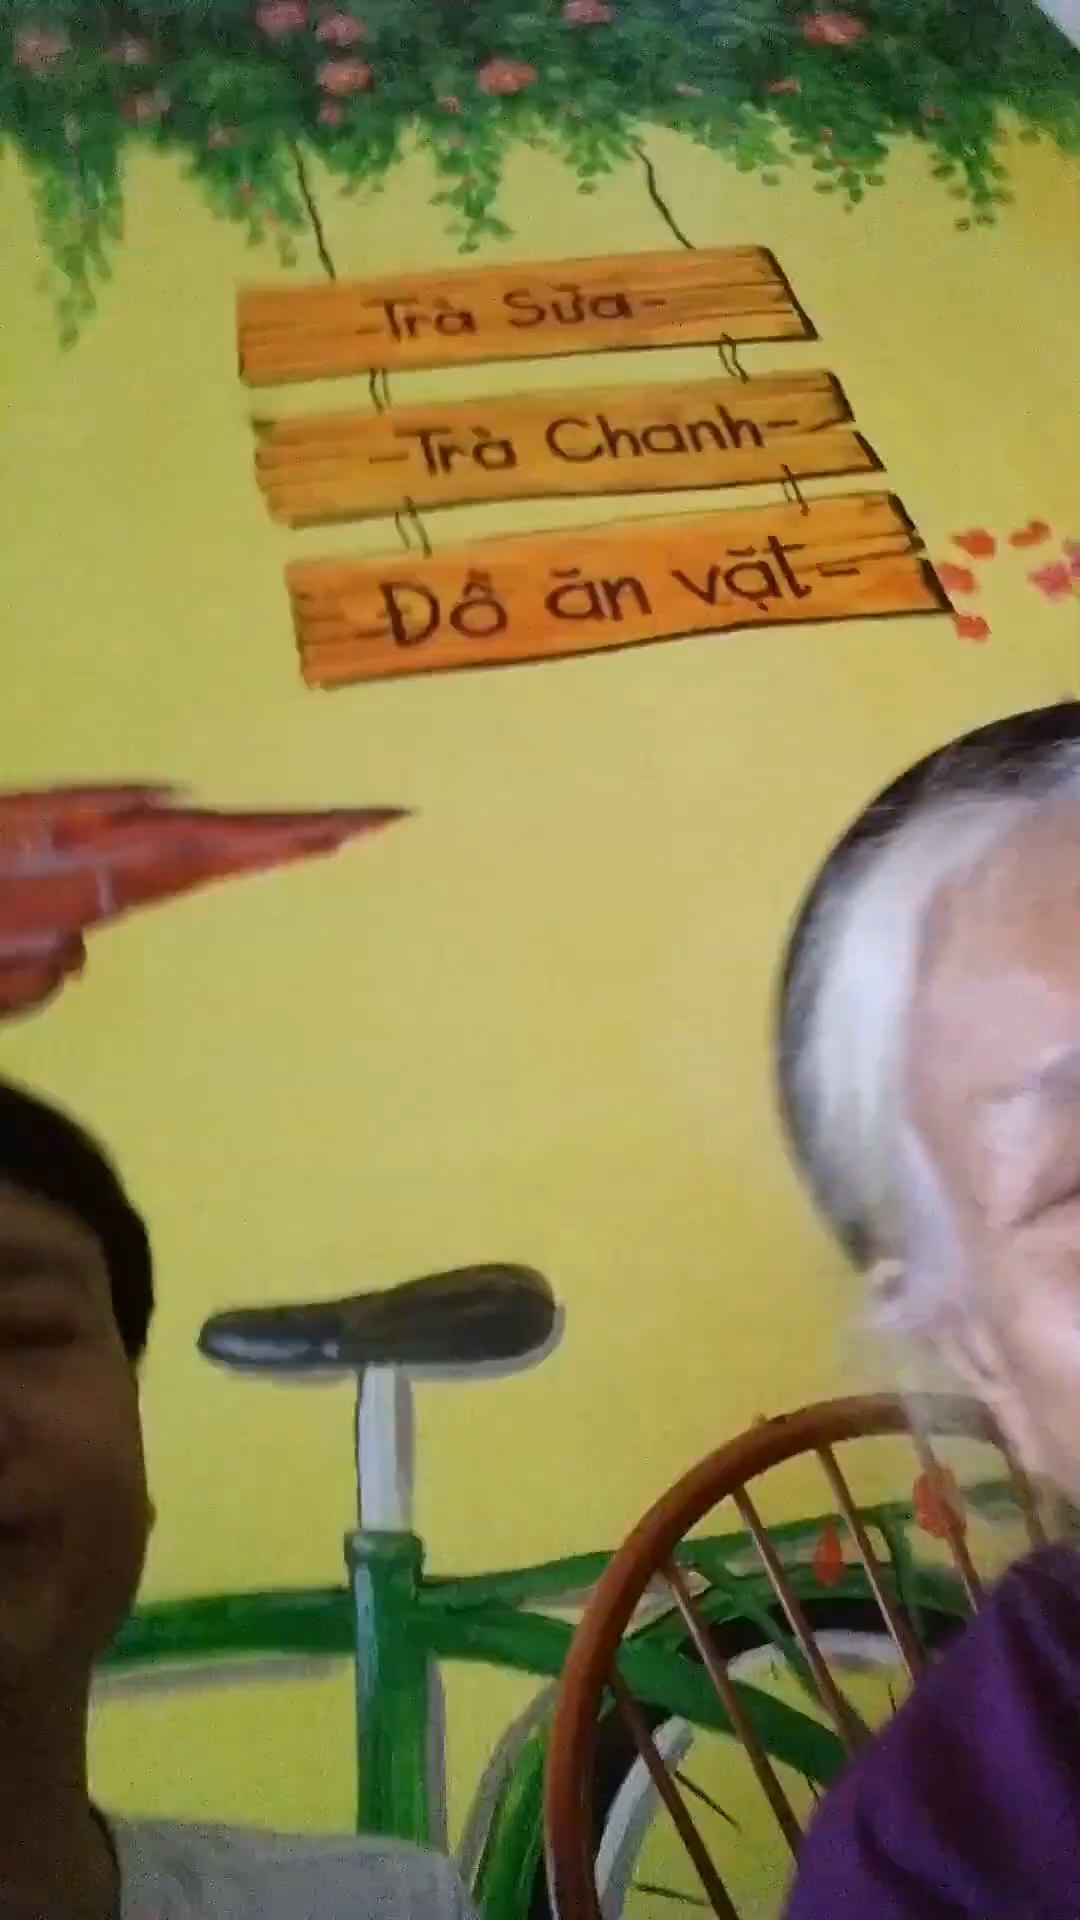 -Trà Sữa-
-Trà Chanh-
Đồ ăn vặt-